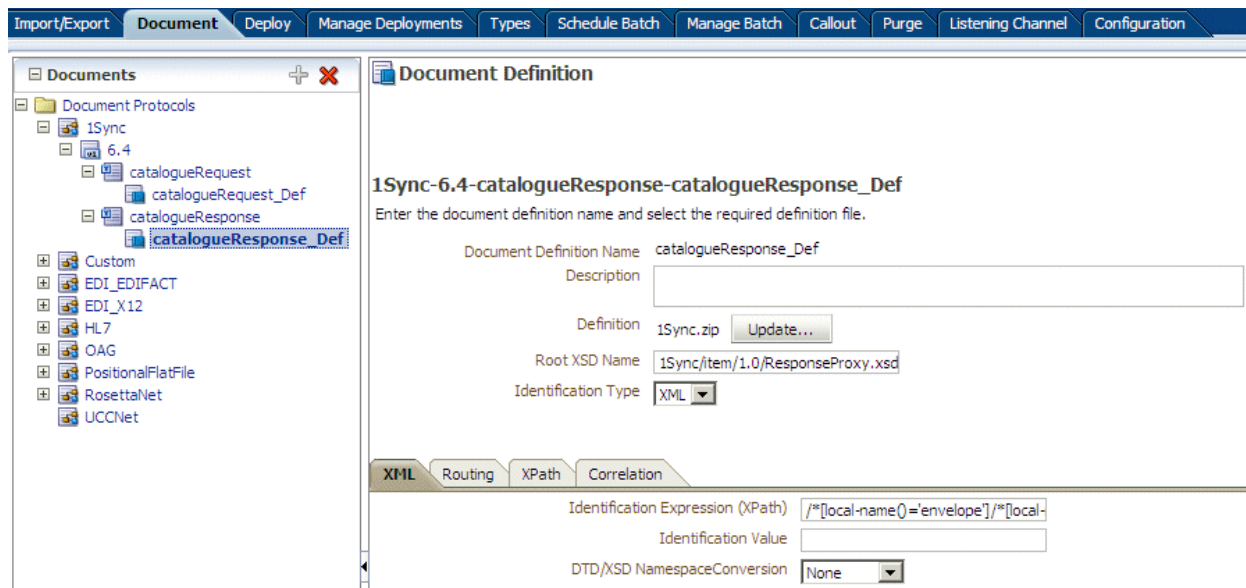 Import/Export Document Deploy Manage Deployments Types Schedule Batch Manage Batch Callout Purge Listening Channel Configuration
Documents
Document Protocols
1Sync
6.4
catalogueRequest
catalogueRequest_Def
catalogueResponse
catalogueResponse_Def
Custom
EDI_EDIFACT
EDI_X12
HL7
OAG
PositionalFlatFile
RosettaNet
UCCNet
Document Definition
1Sync-6.4-catalogueResponse-catalogueResponse_Def
Enter the document definition name and select the required definition file.
Document Definition Name catalogueResponse_Def
Description
Definition 1Sync.zip Update...
Root XSD Name 1Sync/item/1.0/ResponseProxy.xsd
Identification Type XML
XML Routing XPath Correlation
Identification Expression (XPath) /*[local-name()='envelope']/*[local-
Identification Value
DTD/XSD NamespaceConversion None